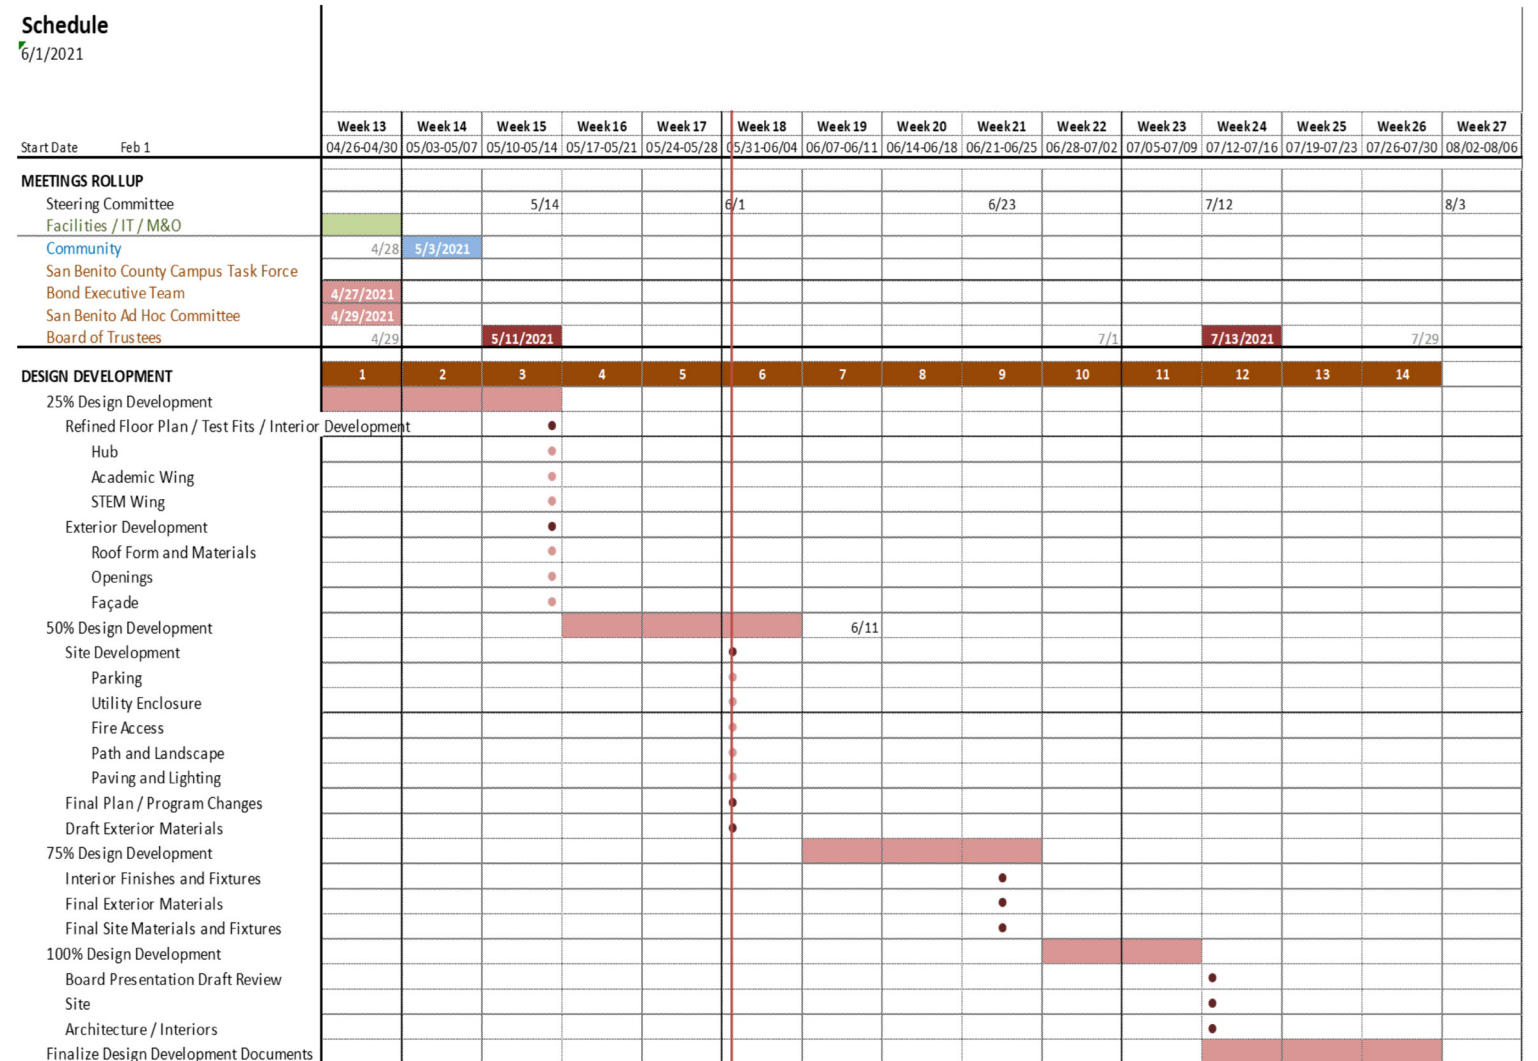 Schedule
6/1/2021
Week 13 Week 14 Week 15 Week 16 Week 17 Week 18 Week 19 Week 20 Week 21 Week 22 Week 23 Week 24 Week 25 Week 26 Week 27
Start Date Feb 1 04/26-04/30 05/03-05/07 05/10-05/14 05/17-05/21 05/24-05/28 05/31-06/04 06/07-06/11 06/14-06/18 06/21-06/25 06/28-07/02 07/05-07/09 07/12-07/16 07/19-07/23 07/26-07/30 08/02-08/06
MEETINGS ROLLUP
Steering Committee 5/14 6/1 6/23 7/12 8/3
Facilities / IT / M&O
Community 4/28 5/3/2021
San Benito County Campus Task Force
Bond Executive Team 4/27/2021
San Benito Ad Hoc Committee 4/29/2021
Board of Trustees 4/29 5/11/2021 7/1 7/13/2021 7/29
DESIGN DEVELOPMENT 1 2 3 4 5 6 7 8 9 10 11 12 13 14
25% Design Development
Refined Floor Plan / Test Fits / Interior Development
Hub
Academic Wing
STEM Wing
Exterior Development
Roof Form and Materials
Openings
Façade
50% Design Development 6/11
Site Development
Parking
Utility Enclosure
Fire Access
Path and Landscape
Paving and Lighting
Final Plan / Program Changes
Draft Exterior Materials
75% Design Development
Interior Finishes and Fixtures
Final Exterior Materials
Final Site Materials and Fixtures
100% Design Development
Board Presentation Draft Review
Site
Architecture / Interiors
Finalize Design Development Documents